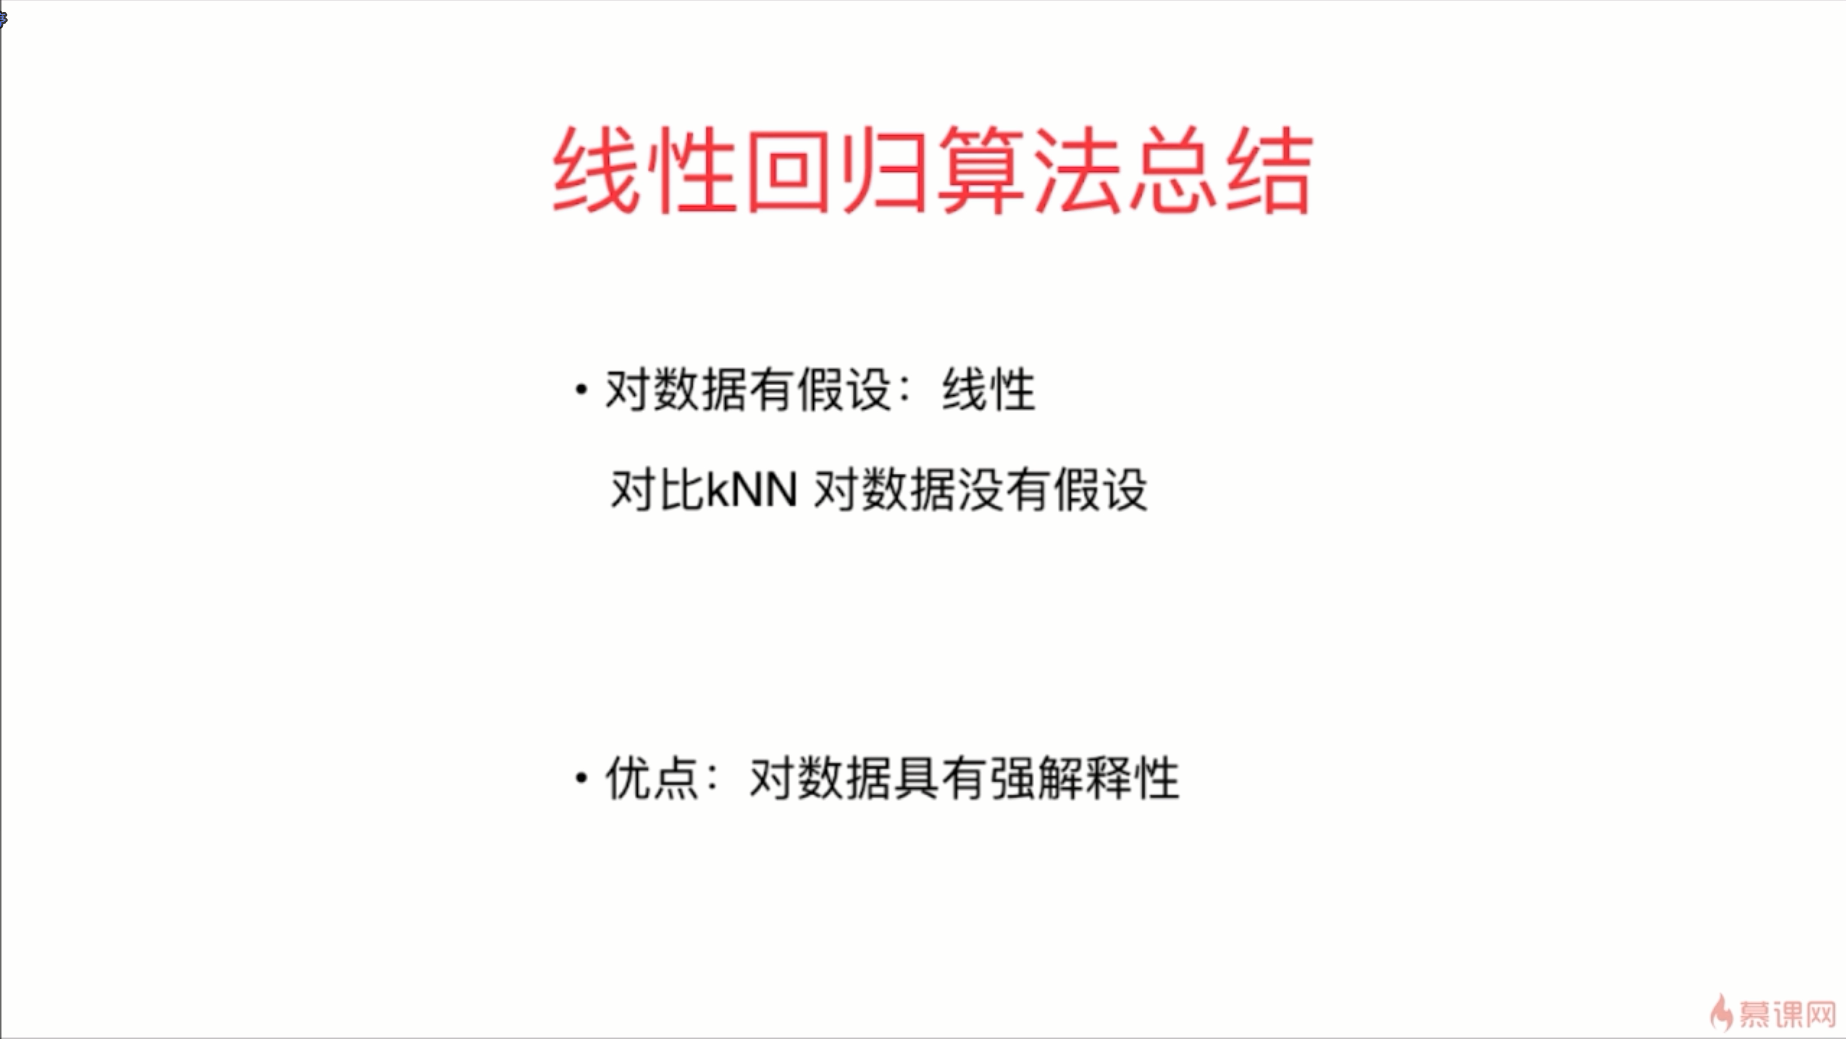 线性回归算法总结
• 对数据有假设：线性
对比kNN 对数据没有假设
• 优点：对数据具有强解释性
慕课网